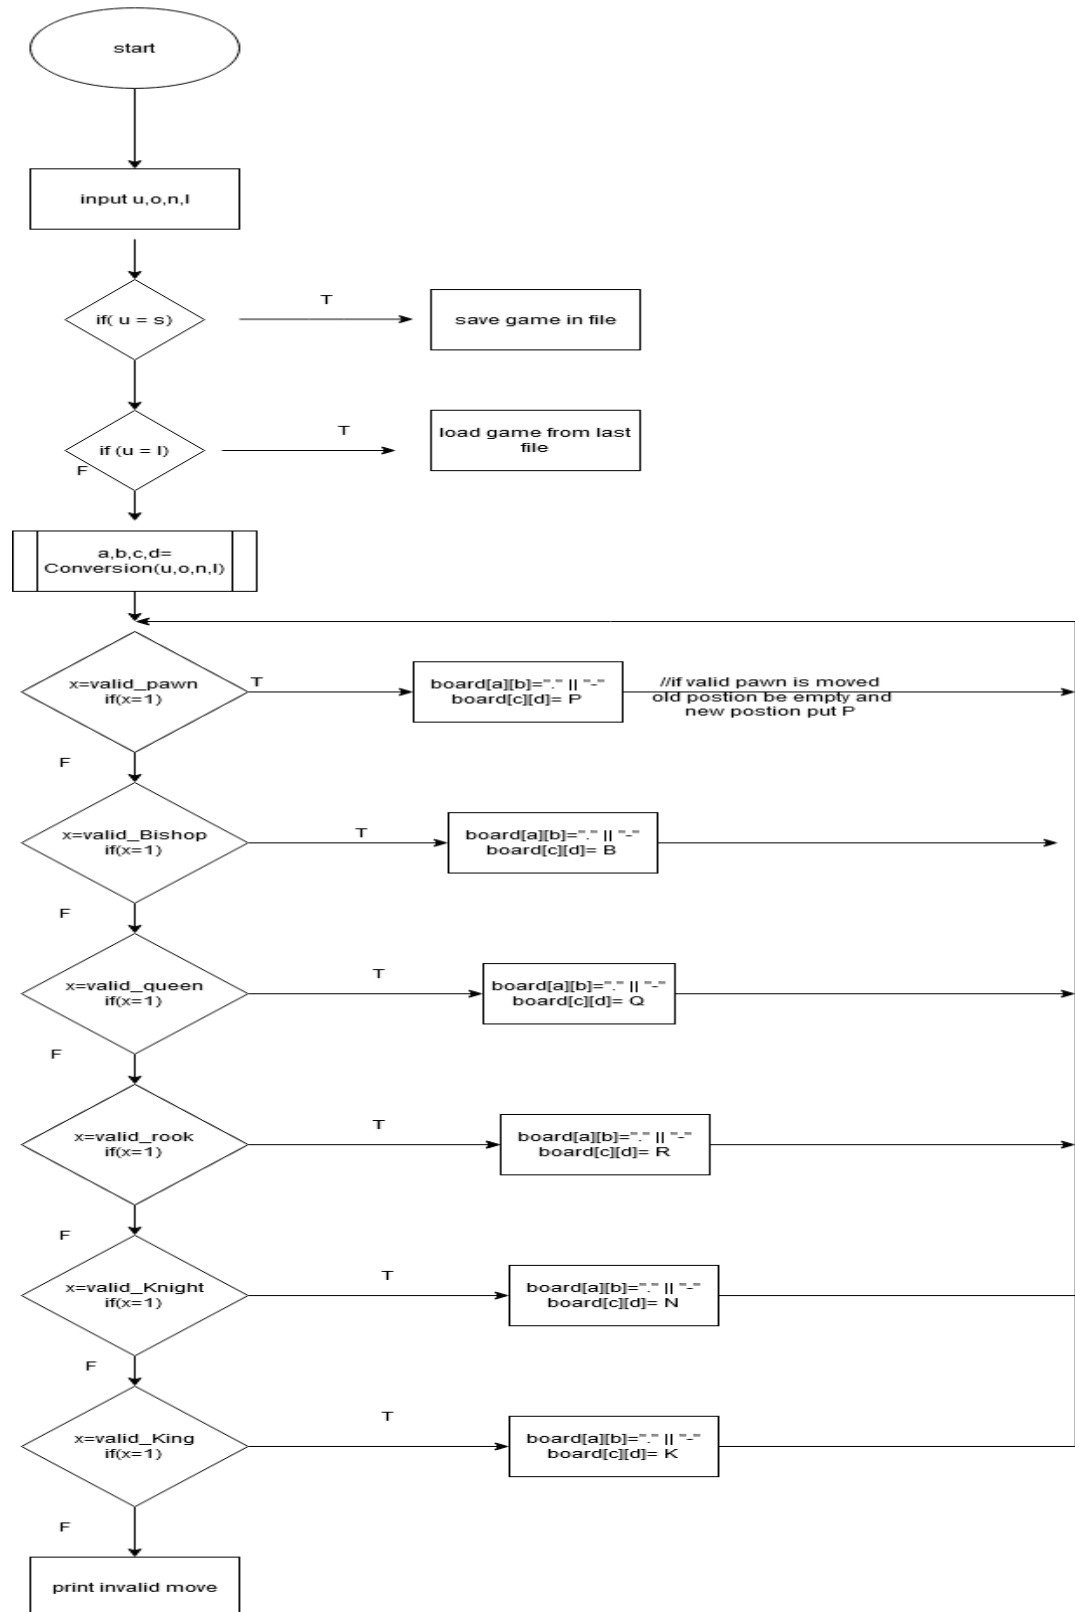 start
input u,o,n,l
if( u = s)
T
save game in file
if (u = l)
F
T
load game from last
file
a,b,c,d=
Conversion(u,o,n,l)
x=valid_pawn
if(x=1)
T
board[a][b]="." || "-"
board[c][d]= P
//if valid pawn is moved
old postion be empty and
new postion put P
F
x=valid_Bishop
if(x=1)
T
board[a][b]="." || "-"
board[c][d]= B
F
x=valid_queen
if(x=1)
T
board[a][b]="." || "-"
board[c][d]= Q
F
x=valid_rook
if(x=1)
T
board[a][b]="." || "-"
board[c][d]= R
F
x=valid_Knight
if(x=1)
T
board[a][b]="." || "-"
board[c][d]= N
F
x=valid_King
if(x=1)
T
board[a][b]="." || "-"
board[c][d]= K
F
print invalid move